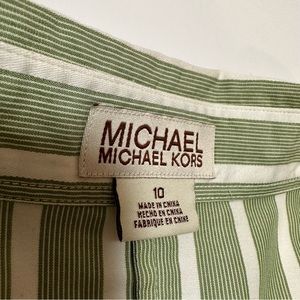 MICHAEL
MICHAEL KORS
10
MADE IN CHINA
HECHO EN CHINA
FABRIQUE EN CHINE